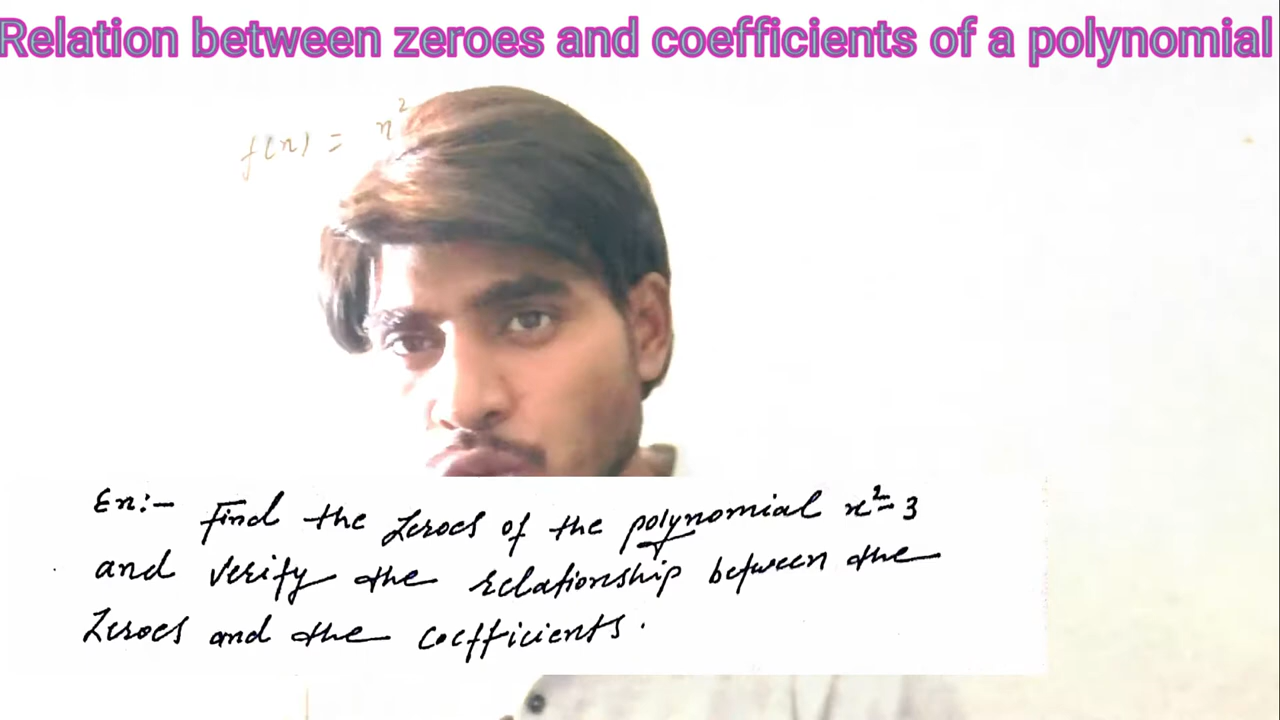 Relation between zeroes and coefficients of a polynomial
f(x) = x²
Ex:- Find the zeroes of the polynomial x²-3
and verify the relationship between the
zeroes and the coefficients.